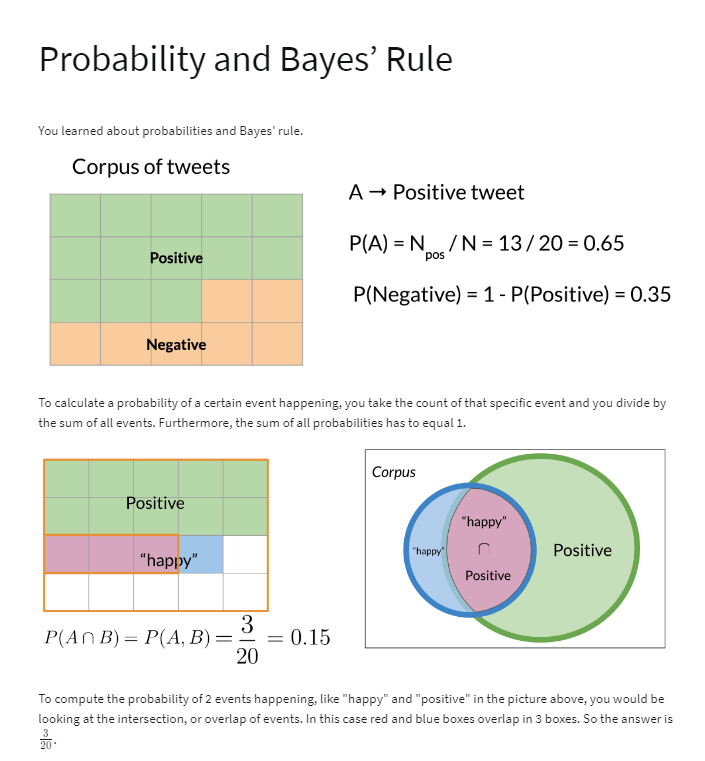 Probability and Bayes’ Rule
You learned about probabilities and Bayes' rule.
Corpus of tweets
Positive
Negative
A → Positive tweet
P(A) = N_pos / N = 13 / 20 = 0.65
P(Negative) = 1 - P(Positive) = 0.35
To calculate a probability of a certain event happening, you take the count of that specific event and you divide by
the sum of all events. Furthermore, the sum of all probabilities has to equal 1.
Positive
“happy”
P(A ∩ B) = P(A, B) = 3/20 = 0.15
Corpus
“happy”
“happy”
∩
Positive
Positive
To compute the probability of 2 events happening, like "happy" and "positive" in the picture above, you would be
looking at the intersection, or overlap of events. In this case red and blue boxes overlap in 3 boxes. So the answer is
3/20.